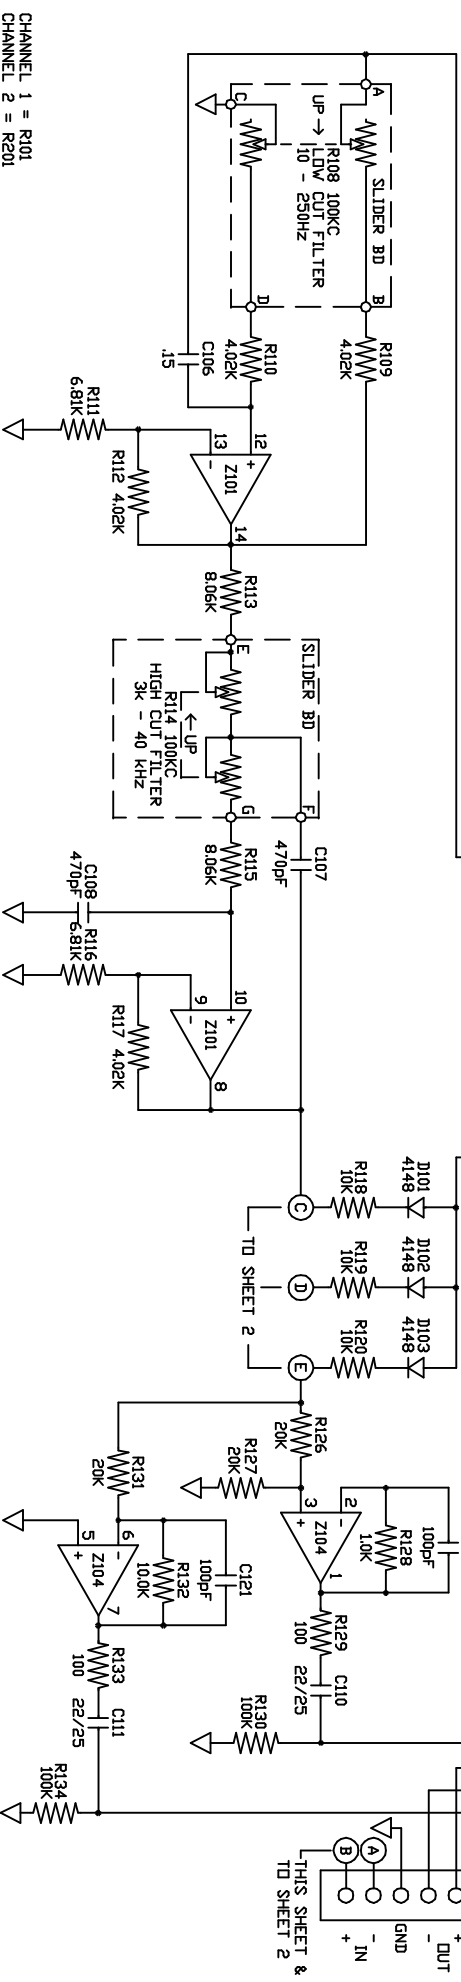 CHANNEL 1 = R101
CHANNEL 2 = R201
A
C
UP →
R108 100KC
LOW CUT FILTER
10 - 250Hz
SLIDER BD
B
D
R109
4.02K
R110
4.02K
C106
.15
R111
6.81K
R112 4.02K
12
13
+
-
Z101
14
R113
8.06K
SLIDER BD
E
← UP
R114 100KC
HIGH CUT FILTER
3k - 40 kHz
F
G
C107
470pF
R115
8.06K
C108
470pF
R116
6.81K
R117 4.02K
10
9
+
-
Z101
8
D101
4148
R118
10K
C
D102
4148
R119
10K
D
D103
4148
R120
10K
E
TO SHEET 2
R126
20K
R127
20K
R131
20K
2
3
-
+
Z104
1
100pF
R128
1.0K
6
5
-
+
Z104
7
C121
100pF
R132
10.0K
R129
100
C110
22/25
R130
100K
R133
100
C111
22/25
R134
100K
A
B
THIS SHEET &
TO SHEET 2
+
OUT
-
GND
-
IN
+